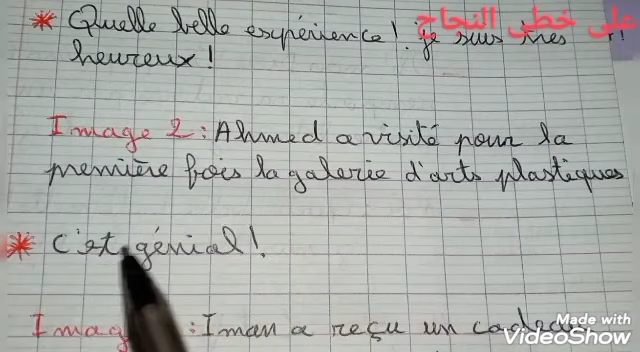 * Quelle belle expérience! je suis très
على خطى النجاح
heureux!
Image 2: Ahmed a visité pour la
première fois la galerie d'arts plastiques
* C'est génial!
Image : Iman a reçu un cadeau
Made with
VideoShow